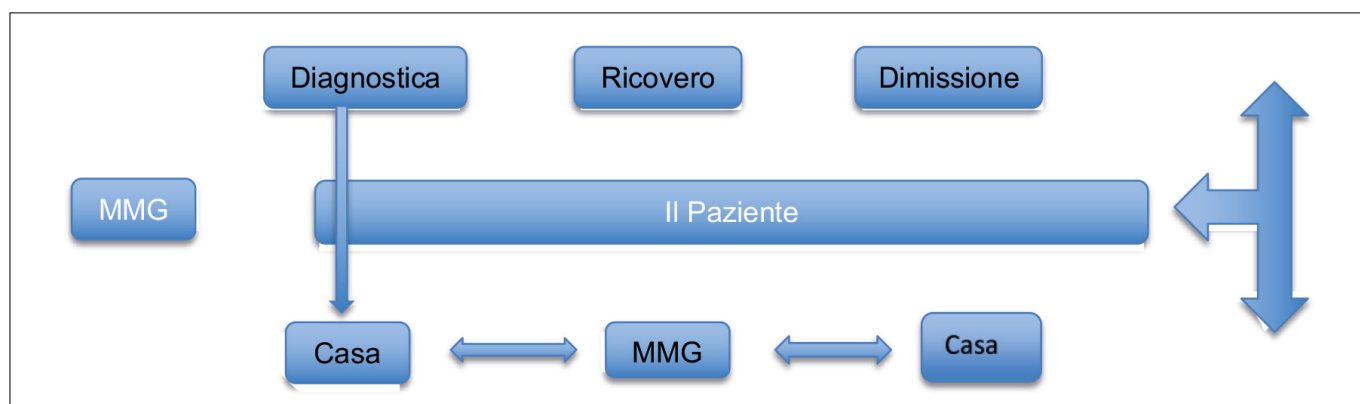 Diagnostica
Ricovero
Dimissione
MMG
Il Paziente
Casa
MMG
Casa